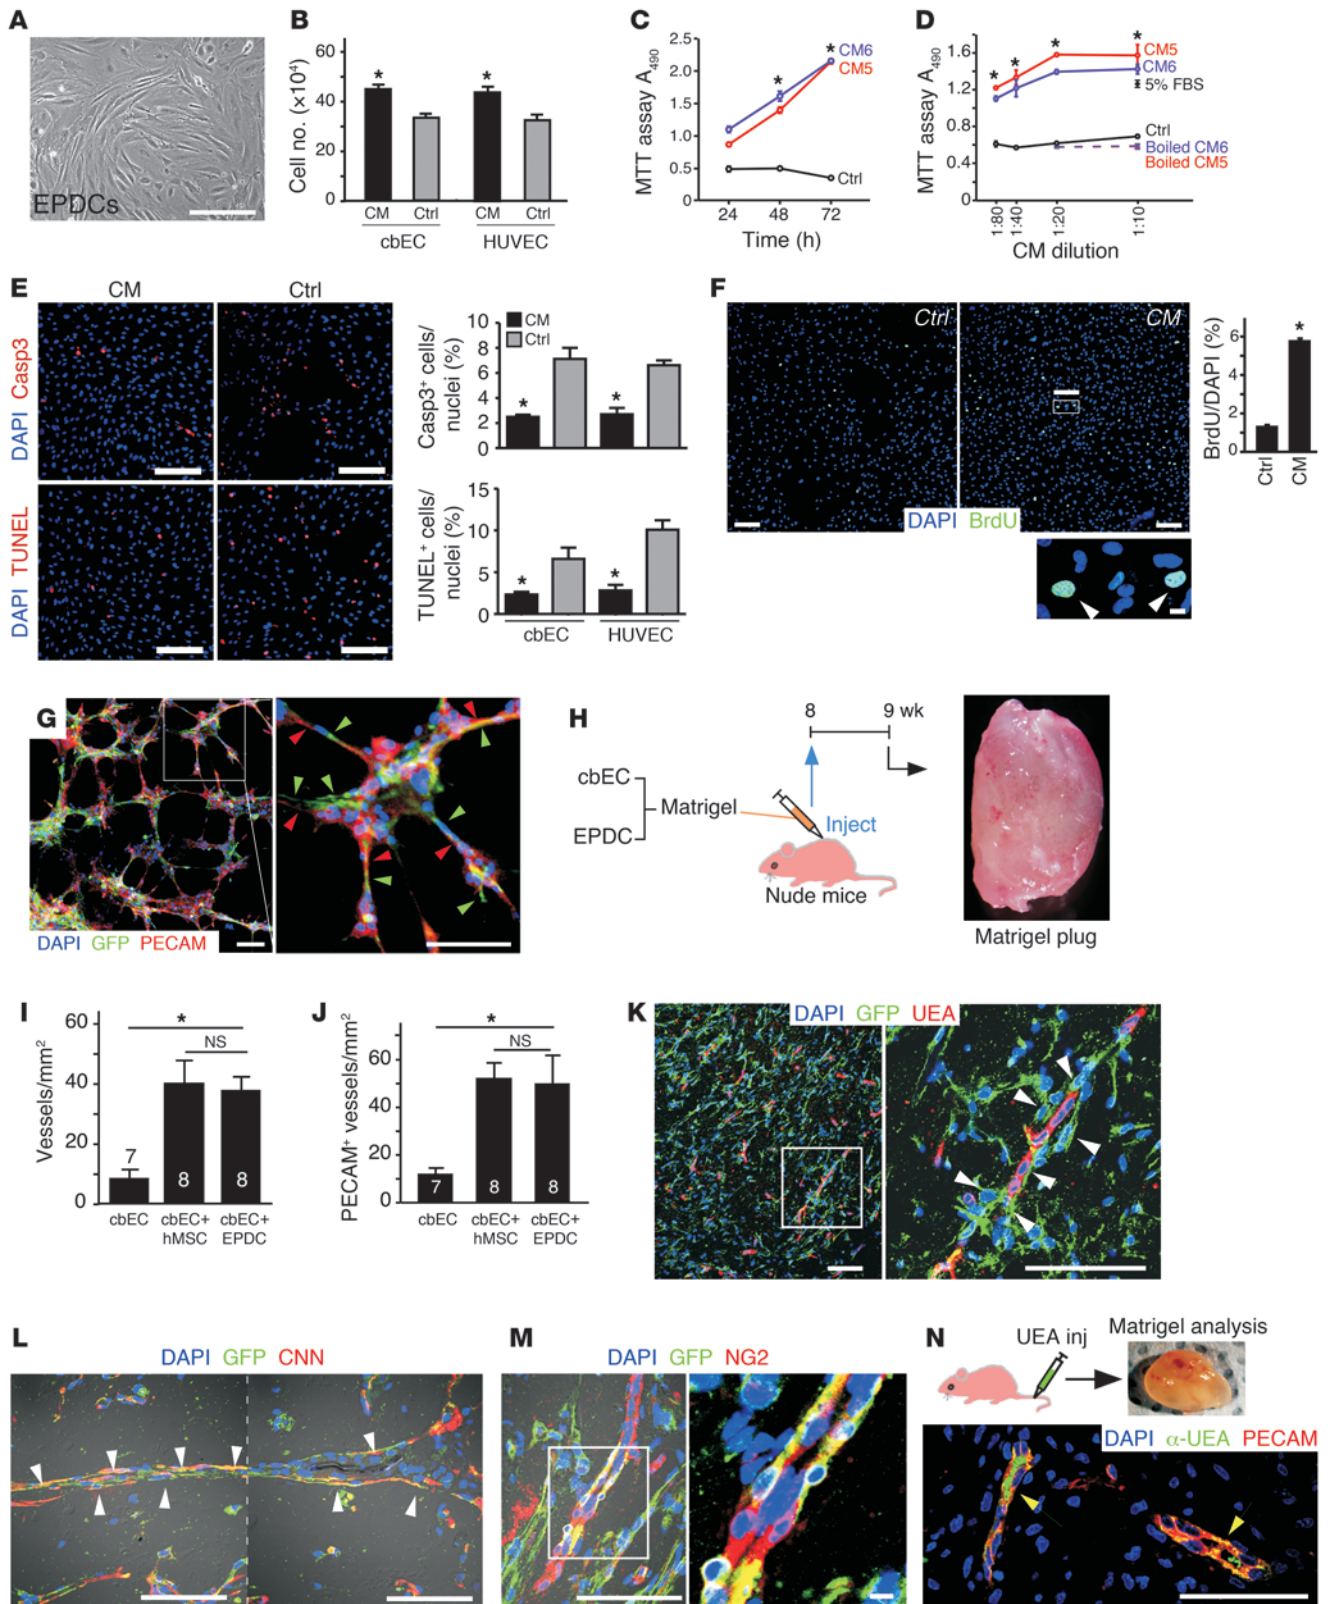 A
EPDCs
B
Cell no. (×10⁴)
60
40
20
0
*
*
CM
Ctrl
CM
Ctrl
cbEC
HUVEC
C
MTT assay A₄₉₀
2.5
2.0
1.5
1.0
0.5
0
*
*
CM6
CM5
Ctrl
24
48
72
Time (h)
D
MTT assay A₄₉₀
1.6
1.2
0.8
0.4
0
*
*
*
*
CM5
CM6
5% FBS
Ctrl
Boiled CM6
Boiled CM5
1:80
1:40
1:20
1:10
CM dilution
E
CM
Ctrl
DAPI Casp3
DAPI TUNEL
CM
Ctrl
Casp3⁺ cells/
nuclei (%)
10
8
6
4
2
0
*
*
TUNEL⁺ cells/
nuclei (%)
15
10
5
0
*
*
cbEC
HUVEC
F
Ctrl
CM
DAPI BrdU
BrdU/DAPI (%)
6
4
2
0
*
Ctrl
CM
G
DAPI GFP PECAM
H
cbEC
EPDC
Matrigel
8
9 wk
Inject
Nude mice
Matrigel plug
I
Vessels/mm²
60
40
20
0
*
NS
7
8
8
cbEC
cbEC+
hMSC
cbEC+
EPDC
J
PECAM⁺ vessels/mm²
60
40
20
0
*
NS
7
8
8
cbEC
cbEC+
hMSC
cbEC+
EPDC
K
DAPI GFP UEA
L
DAPI GFP CNN
M
DAPI GFP NG2
N
UEA inj
Matrigel analysis
DAPI α-UEA PECAM